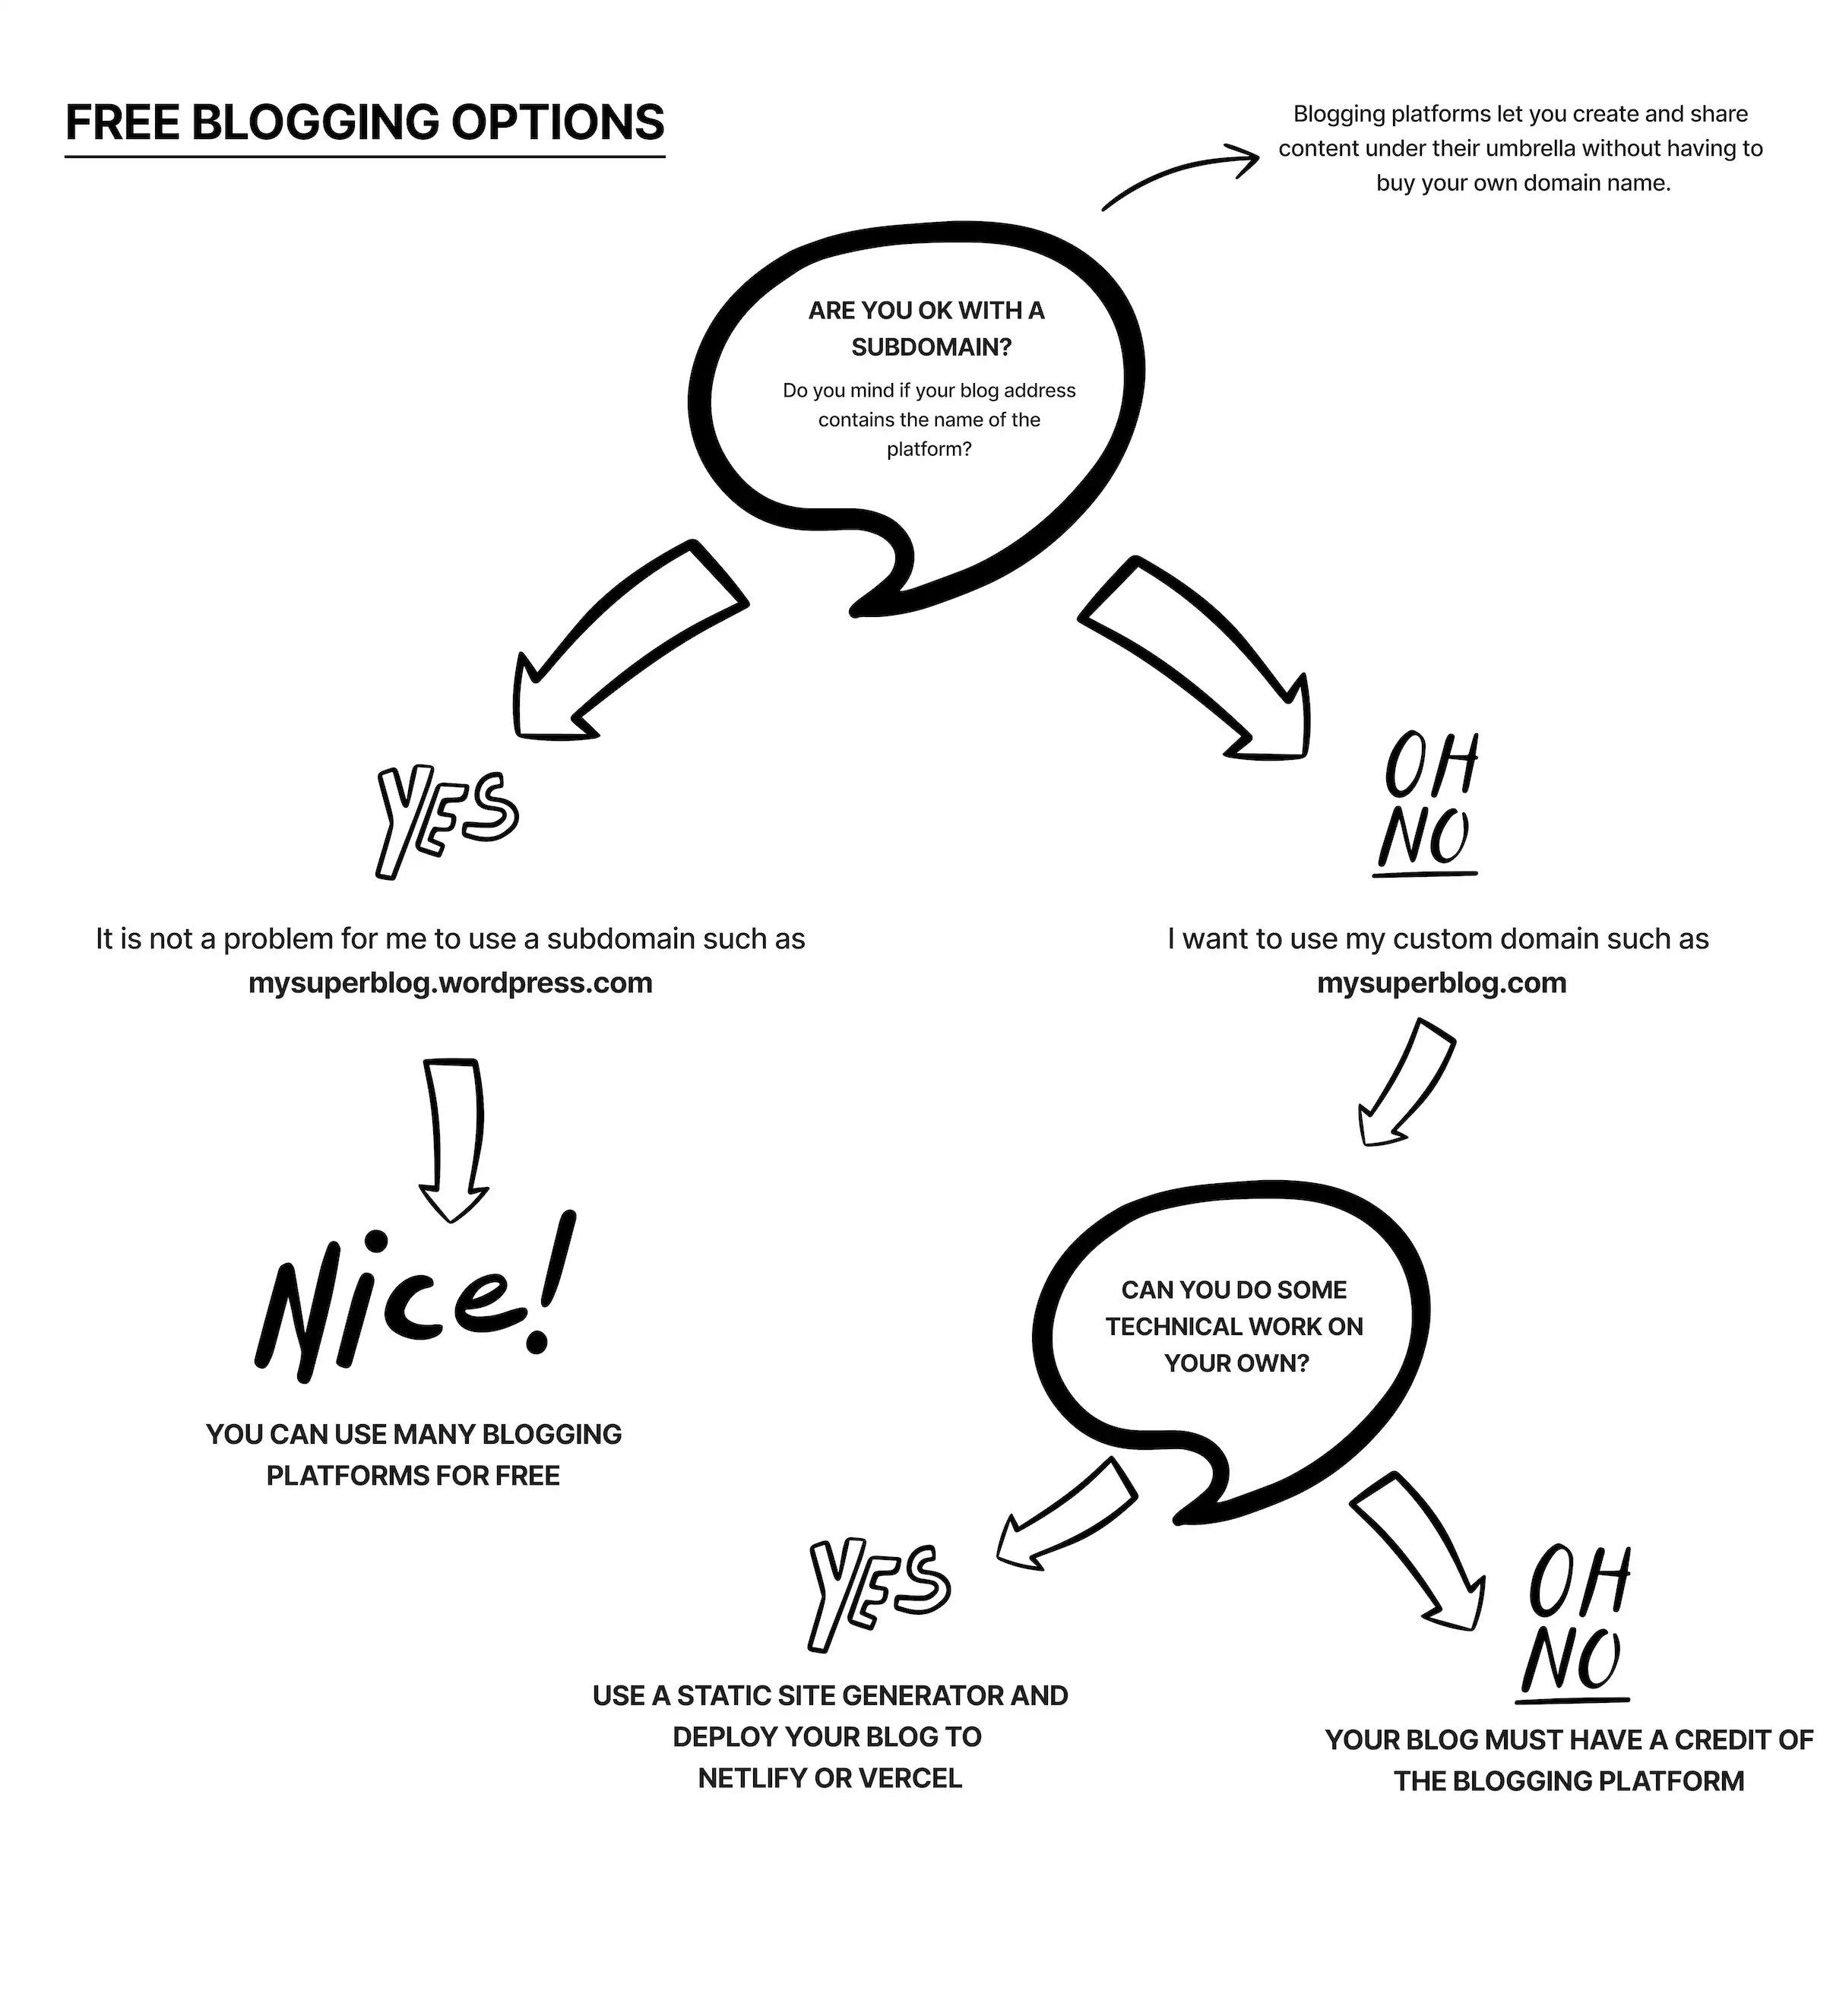 FREE BLOGGING OPTIONS
Blogging platforms let you create and share
content under their umbrella without having to
buy your own domain name.
ARE YOU OK WITH A
SUBDOMAIN?
Do you mind if your blog address
contains the name of the
platform?
YES
OH
NO
It is not a problem for me to use a subdomain such as
mysuperblog.wordpress.com
I want to use my custom domain such as
mysuperblog.com
Nice!
YOU CAN USE MANY BLOGGING
PLATFORMS FOR FREE
CAN YOU DO SOME
TECHNICAL WORK ON
YOUR OWN?
YES
USE A STATIC SITE GENERATOR AND
DEPLOY YOUR BLOG TO
NETLIFY OR VERCEL
OH
NO
YOUR BLOG MUST HAVE A CREDIT OF
THE BLOGGING PLATFORM